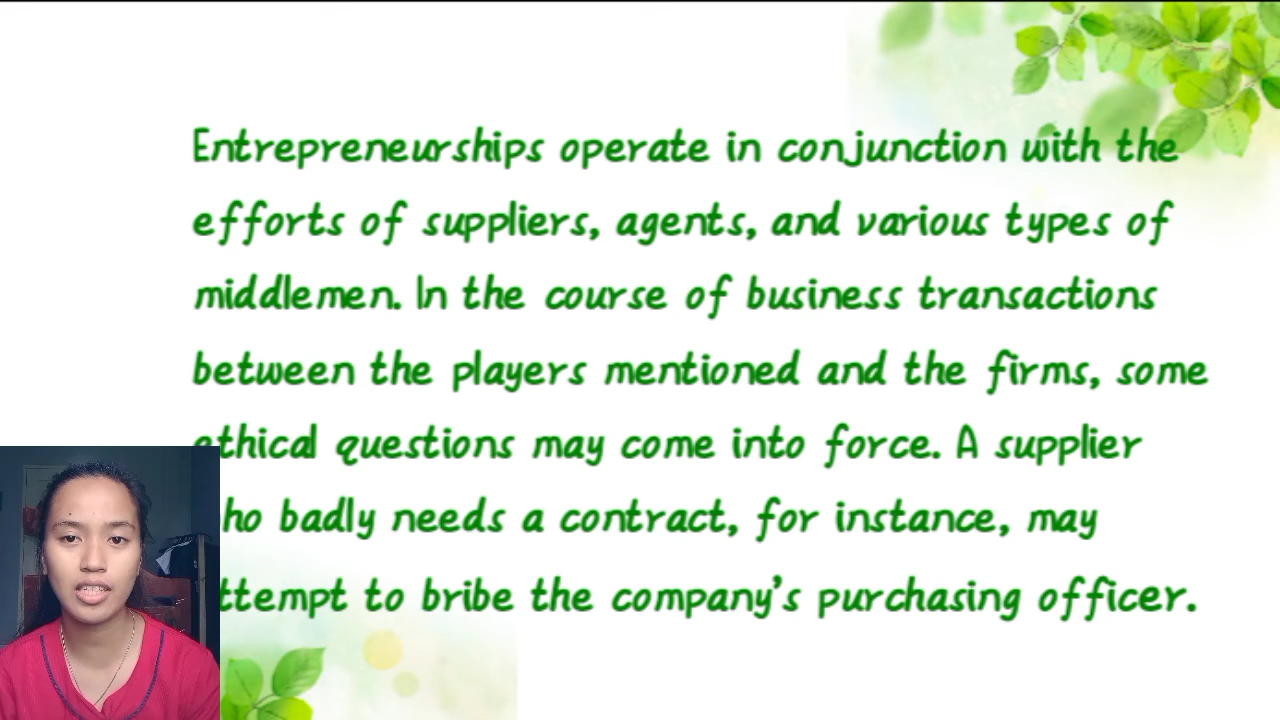 Entrepreneurships operate in conjunction with the
efforts of suppliers, agents, and various types of
middlemen. In the course of business transactions
between the players mentioned and the firms, some
ethical questions may come into force. A supplier
who badly needs a contract, for instance, may
attempt to bribe the company's purchasing officer.